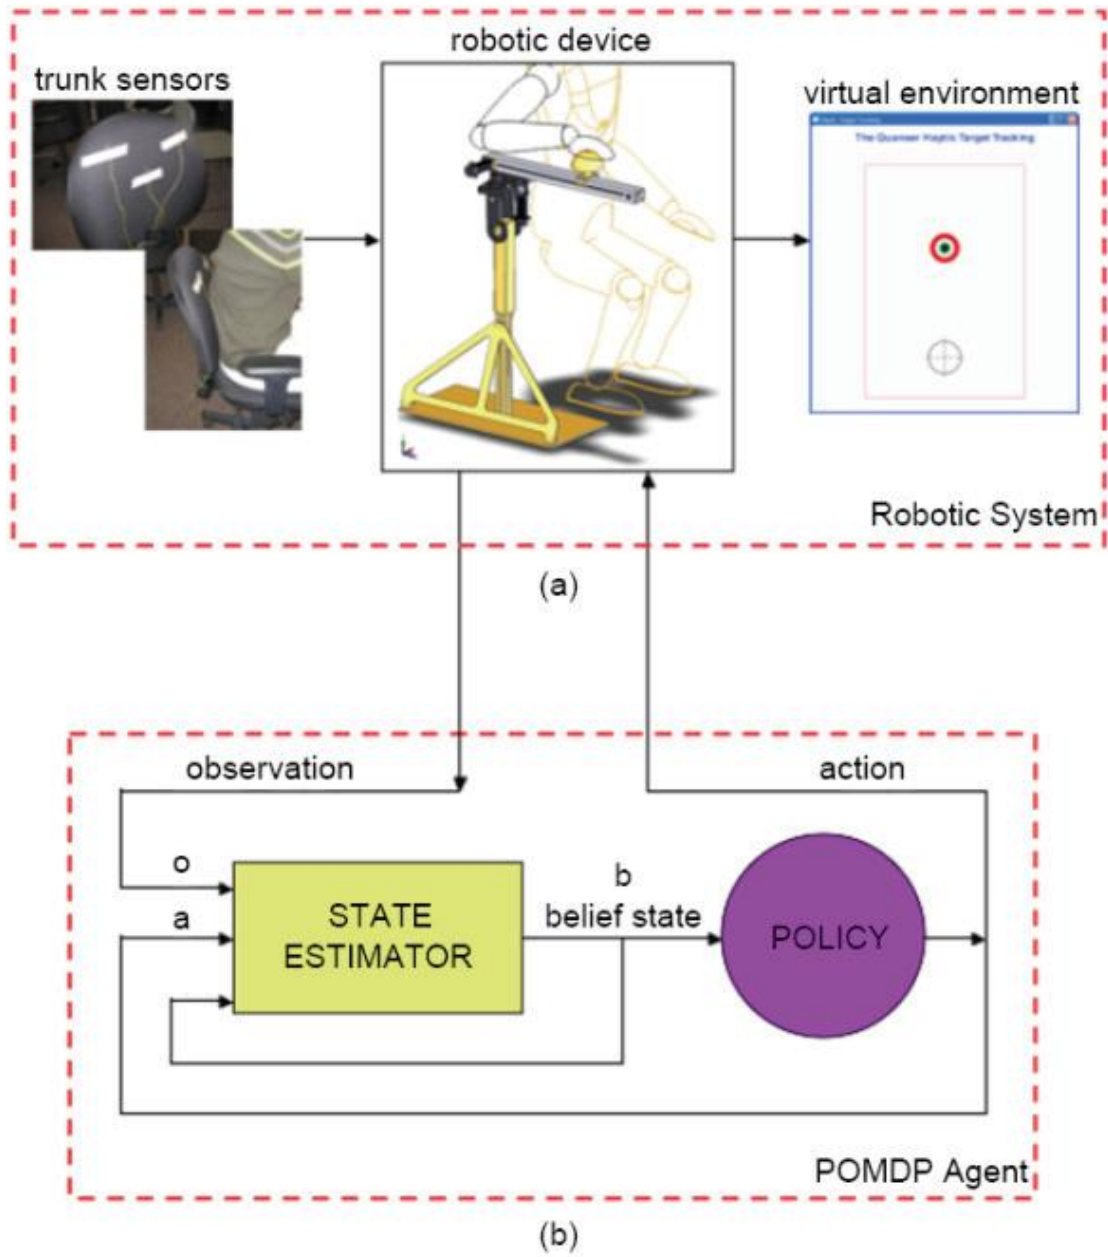 robotic device
trunk sensors
virtual environment
The Quanser Haptic Target Tracking
Robotic System
(a)
observation
action
o
a
b
belief state
STATE
ESTIMATOR
POLICY
POMDP Agent
(b)